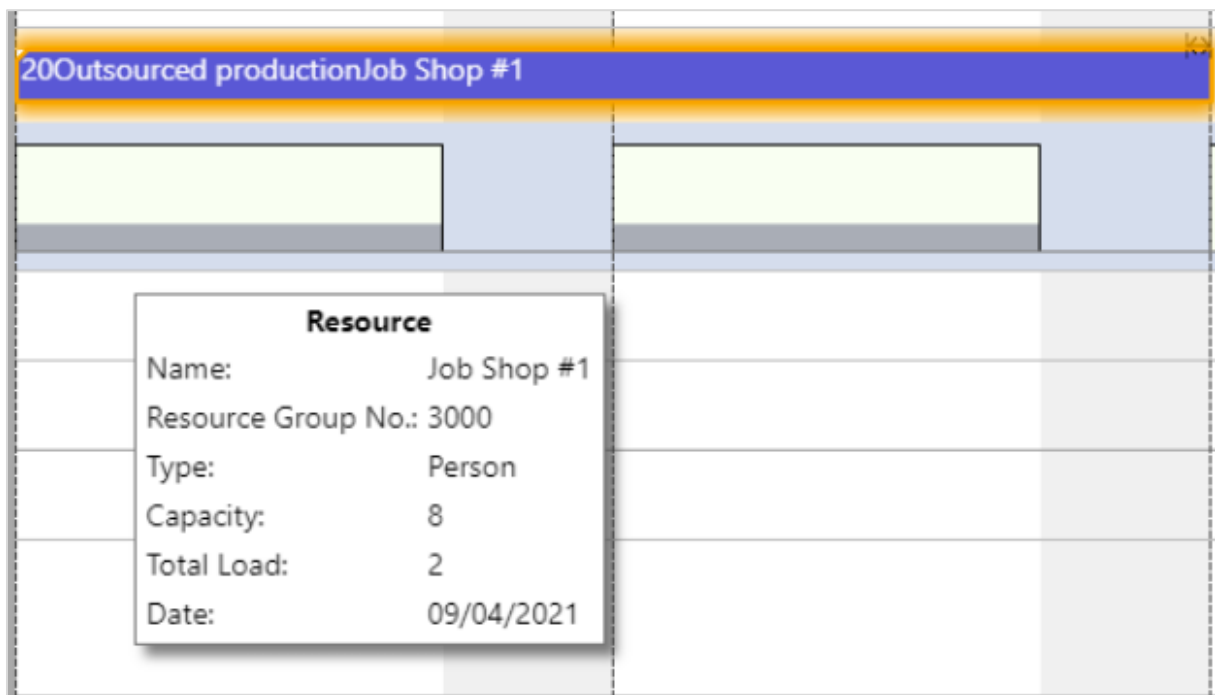 20Outsourced productionJob Shop #1
Resource
Name: Job Shop #1
Resource Group No.: 3000
Type: Person
Capacity: 8
Total Load: 2
Date: 09/04/2021